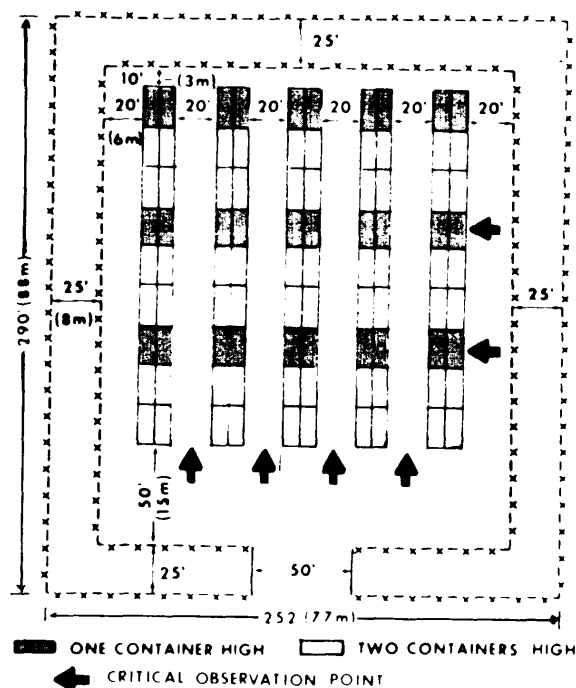 25'
10' (3m)
20' 20' 20' 20' 20' 20'
(6m)
290' (88m)
25'
(8m)
25'
50'
(15m)
25'
50'
252 (77m)
ONE CONTAINER HIGH
TWO CONTAINERS HIGH
CRITICAL OBSERVATION POINT